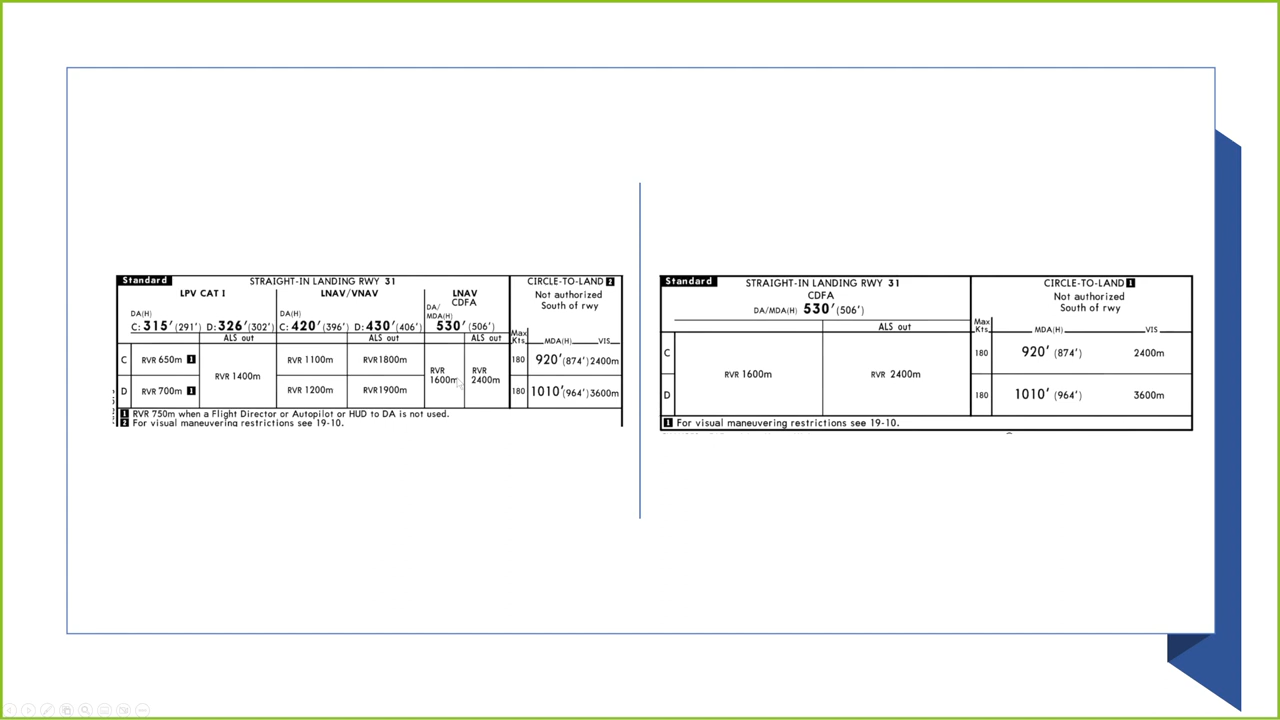 Standard STRAIGHT-IN LANDING RWY 31 CIRCLE-TO-LAND 2
LPV CAT I LNAV/VNAV LNAV CDFA Not authorized South of rwy
DA(H) DA(H) DA/ MDA(H)
C: 315′(291′) D: 326′(302′) C: 420′(396′) D: 430′(406′) 530′(506′)
ALS out ALS out ALS out Max Kts MDA(H) VIS
C RVR 650m 1 RVR 1400m RVR 1100m RVR1800m RVR 1600m RVR 2400m 180 920′(874′) 2400m
D RVR 700m 1 RVR 1200m RVR1900m 180 1010′(964′) 3600m
1 RVR 750m when a Flight Director or Autopilot or HUD to DA is not used.
2 For visual maneuvering restrictions see 19-10.
Standard STRAIGHT-IN LANDING RWY 31 CIRCLE-TO-LAND 1
CDFA Not authorized South of rwy
DA/MDA(H) 530′(506′)
ALS out Max Kts MDA(H) VIS
C RVR 1600m RVR 2400m 180 920′ (874′) 2400m
D 180 1010′ (964′) 3600m
1 For visual maneuvering restrictions see 19-10.